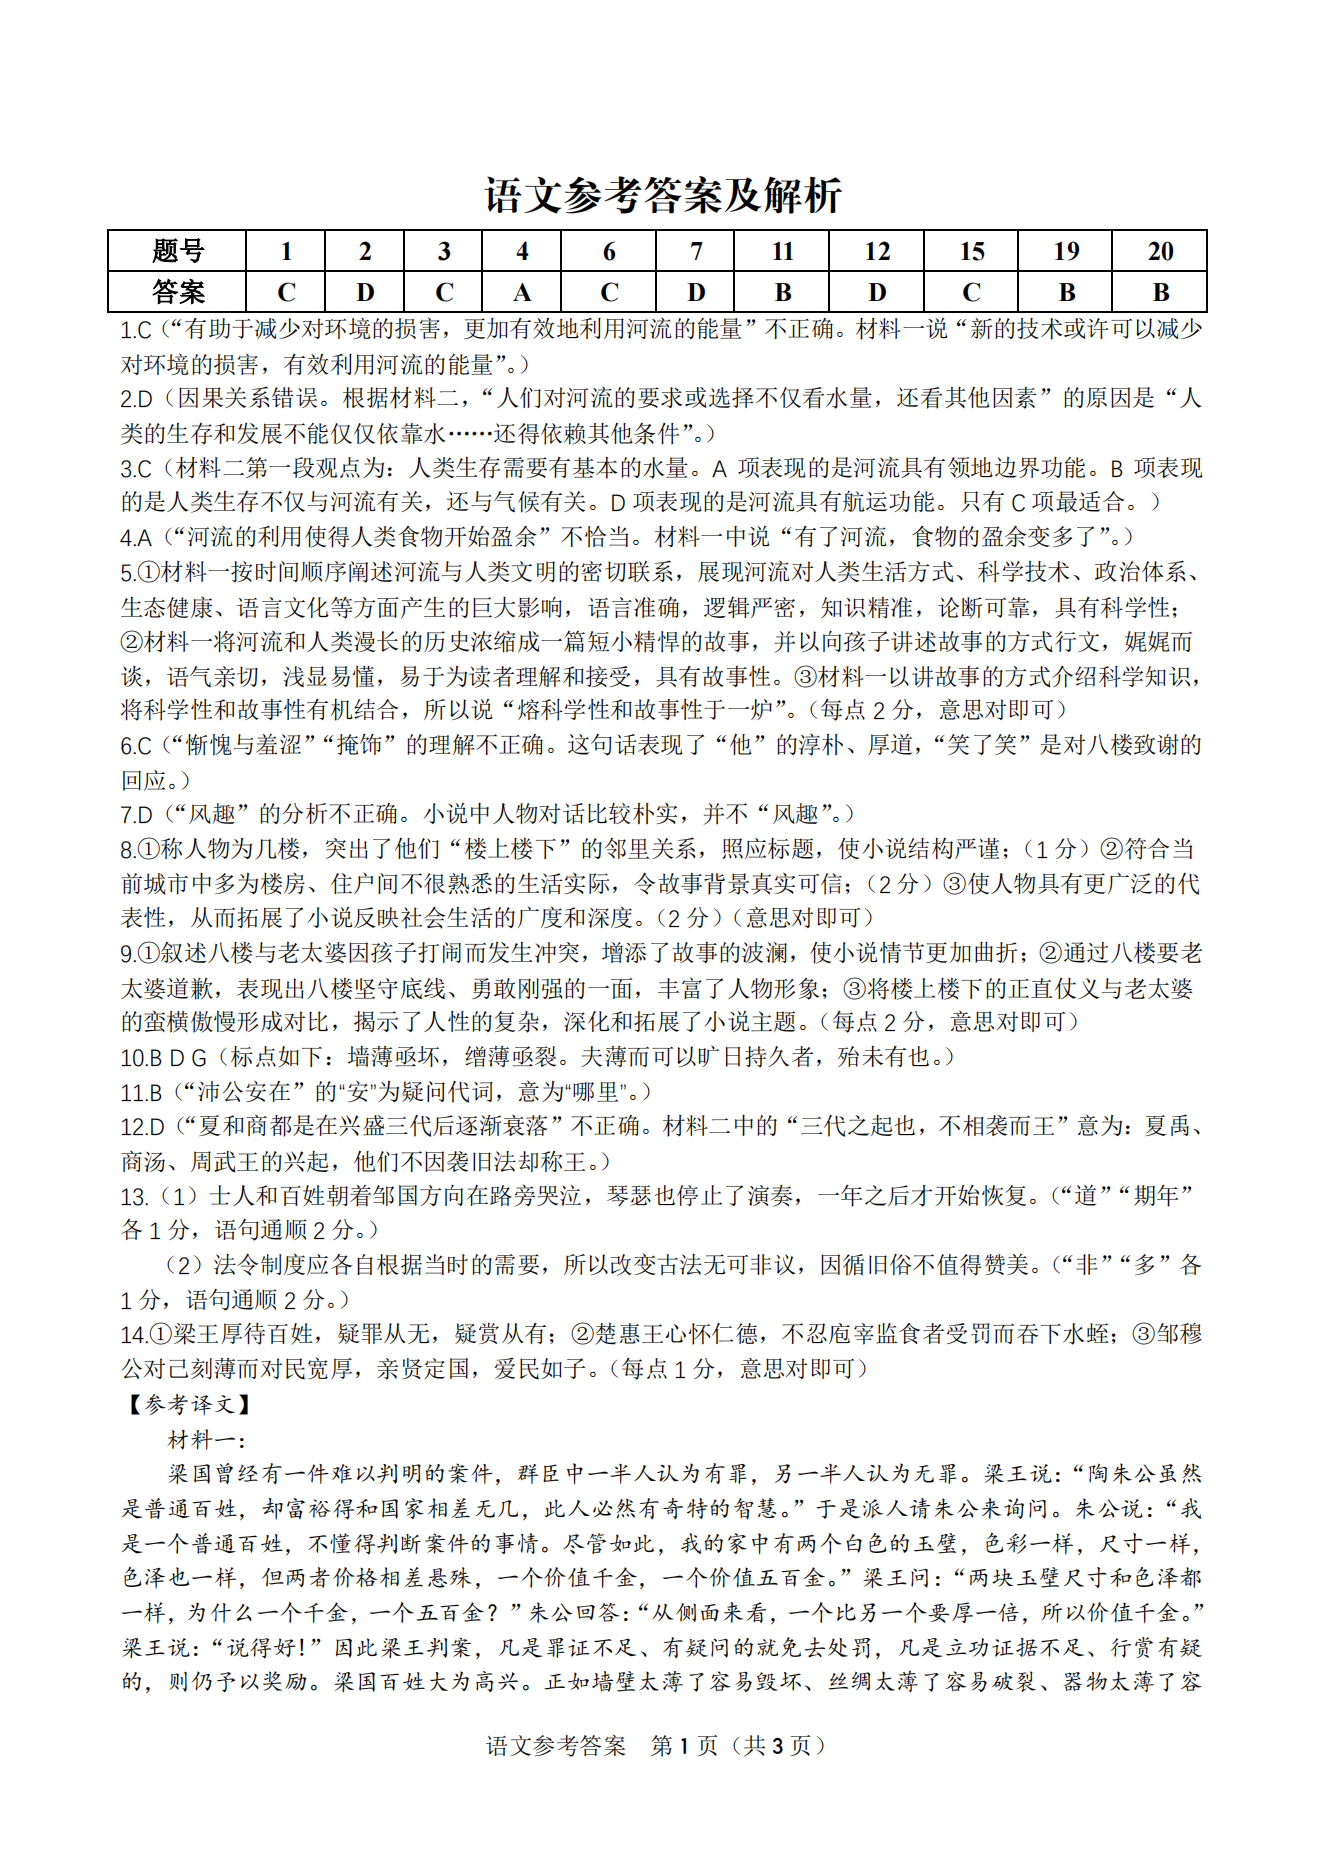 语文参考答案及解析
题号 1 2 3 4 6 7 11 12 15 19 20
答案 C D C A C D B D C B B
1.C（“有助于减少对环境的损害，更加有效地利用河流的能量”不正确。材料一说“新的技术或许可以减少
对环境的损害，有效利用河流的能量”。）
2.D（因果关系错误。根据材料二，“人们对河流的要求或选择不仅看水量，还看其他因素”的原因是“人
类的生存和发展不能仅仅依靠水……还得依赖其他条件”。）
3.C（材料二第一段观点为：人类生存需要有基本的水量。A 项表现的是河流具有领地边界功能。B 项表现
的是人类生存不仅与河流有关，还与气候有关。D 项表现的是河流具有航运功能。只有 C 项最适合。）
4.A（“河流的利用使得人类食物开始盈余”不恰当。材料一中说“有了河流，食物的盈余变多了”。）
5.①材料一按时间顺序阐述河流与人类文明的密切联系，展现河流对人类生活方式、科学技术、政治体系、
生态健康、语言文化等方面产生的巨大影响，语言准确，逻辑严密，知识精准，论断可靠，具有科学性；
②材料一将河流和人类漫长的历史浓缩成一篇短小精悍的故事，并以向孩子讲述故事的方式行文，娓娓而
谈，语气亲切，浅显易懂，易于为读者理解和接受，具有故事性。③材料一以讲故事的方式介绍科学知识，
将科学性和故事性有机结合，所以说“熔科学性和故事性于一炉”。（每点 2 分，意思对即可）
6.C（“惭愧与羞涩”“掩饰”的理解不正确。这句话表现了“他”的淳朴、厚道，“笑了笑”是对八楼致谢的
回应。）
7.D（“风趣”的分析不正确。小说中人物对话比较朴实，并不“风趣”。）
8.①称人物为几楼，突出了他们“楼上楼下”的邻里关系，照应标题，使小说结构严谨；（1 分）②符合当
前城市中多为楼房、住户间不很熟悉的生活实际，令故事背景真实可信；（2 分）③使人物具有更广泛的代
表性，从而拓展了小说反映社会生活的广度和深度。（2 分）（意思对即可）
9.①叙述八楼与老太婆因孩子打闹而发生冲突，增添了故事的波澜，使小说情节更加曲折；②通过八楼要老
太婆道歉，表现出八楼坚守底线、勇敢刚强的一面，丰富了人物形象；③将楼上楼下的正直仗义与老太婆
的蛮横傲慢形成对比，揭示了人性的复杂，深化和拓展了小说主题。（每点 2 分，意思对即可）
10.B D G（标点如下：墙薄亟坏，缯薄亟裂。夫薄而可以旷日持久者，殆未有也。）
11.B（“沛公安在”的“安”为疑问代词，意为“哪里”。）
12.D（“夏和商都是在兴盛三代后逐渐衰落”不正确。材料二中的“三代之起也，不相袭而王”意为：夏禹、
商汤、周武王的兴起，他们不因袭旧法却称王。）
13.（1）士人和百姓朝着邹国方向在路旁哭泣，琴瑟也停止了演奏，一年之后才开始恢复。（“道”“期年”
各 1 分，语句通顺 2 分。）
（2）法令制度应各自根据当时的需要，所以改变古法无可非议，因循旧俗不值得赞美。（“非”“多”各
1 分，语句通顺 2 分。）
14.①梁王厚待百姓，疑罪从无，疑赏从有；②楚惠王心怀仁德，不忍庖宰监食者受罚而吞下水蛭；③邹穆
公对己刻薄而对民宽厚，亲贤定国，爱民如子。（每点 1 分，意思对即可）
【参考译文】
材料一：
梁国曾经有一件难以判明的案件，群臣中一半人认为有罪，另一半人认为无罪。梁王说：“陶朱公虽然
是普通百姓，却富裕得和国家相差无几，此人必然有奇特的智慧。”于是派人请朱公来询问。朱公说：“我
是一个普通百姓，不懂得判断案件的事情。尽管如此，我的家中有两个白色的玉璧，色彩一样，尺寸一样，
色泽也一样，但两者价格相差悬殊，一个价值千金，一个价值五百金。”梁王问：“两块玉璧尺寸和色泽都
一样，为什么一个千金，一个五百金？”朱公回答：“从侧面来看，一个比另一个要厚一倍，所以价值千金。”
梁王说：“说得好！”因此梁王判案，凡是罪证不足、有疑问的就免去处罚，凡是立功证据不足、行赏有疑
的，则仍予以奖励。梁国百姓大为高兴。正如墙壁太薄了容易毁坏、丝绸太薄了容易破裂、器物太薄了容
语文参考答案 第 1 页（共 3 页）